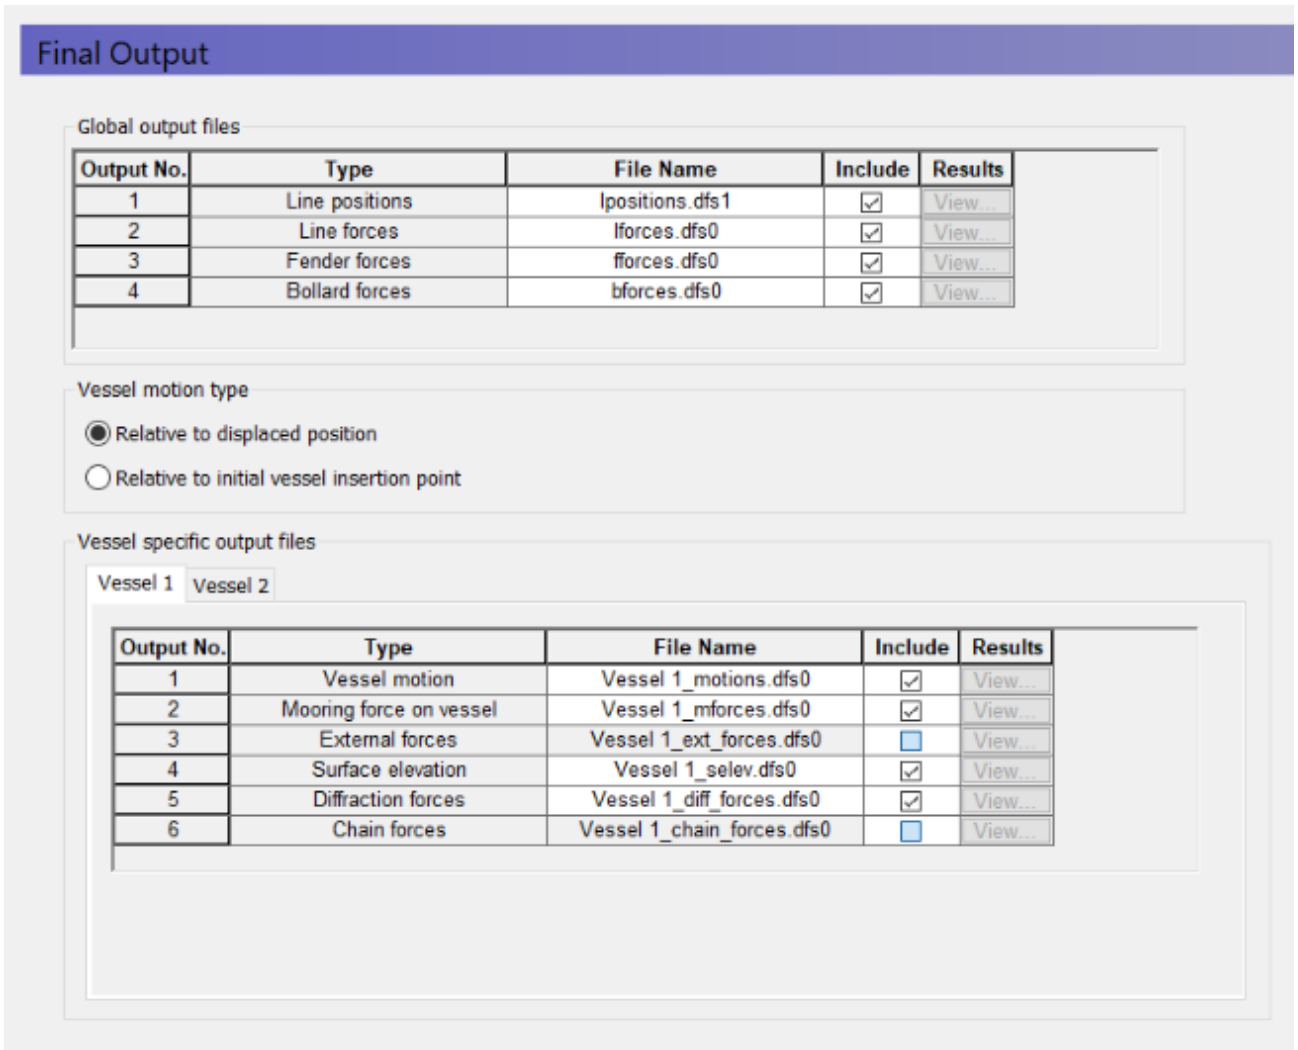 Final Output
Global output files
Output No. Type File Name Include Results
1 Line positions lpositions.dfs1 View...
2 Line forces lforces.dfs0 View...
3 Fender forces fforces.dfs0 View...
4 Bollard forces bforces.dfs0 View...
Vessel motion type
Relative to displaced position
Relative to initial vessel insertion point
Vessel specific output files
Vessel 1 Vessel 2
Output No. Type File Name Include Results
1 Vessel motion Vessel 1_motions.dfs0 View...
2 Mooring force on vessel Vessel 1_mforces.dfs0 View...
3 External forces Vessel 1_ext_forces.dfs0 View...
4 Surface elevation Vessel 1_selev.dfs0 View...
5 Diffraction forces Vessel 1_diff_forces.dfs0 View...
6 Chain forces Vessel 1_chain_forces.dfs0 View...